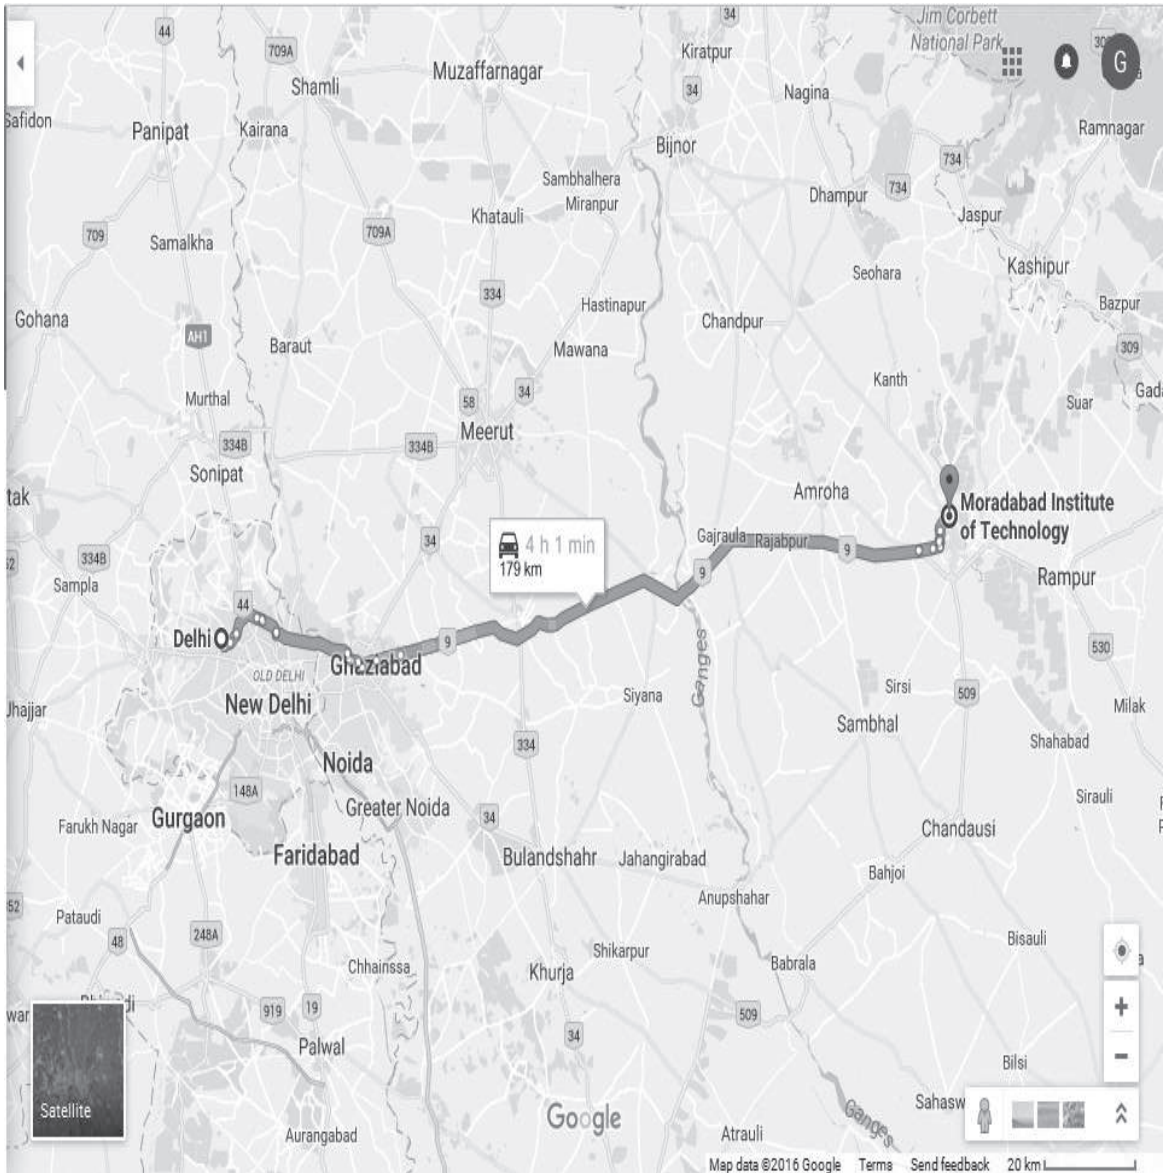 44
709A
Shamli
Muzaffarnagar
34
Kiratpur
Jim Corbett
National Park
G
Safidon
Panipat
Kairana
34
Nagina
Ramnagar
Bijnor
Sambhalhera
Miranpur
734
734
Dhampur
Khatauli
Jaspur
709
Samalkha
709A
Seohara
Kashipur
334
Hastinapur
Chandpur
Bazpur
Gohana
AH1
Baraut
Mawana
309
Murthal
58
34
Kanth
Suar
Meerut
334B
334B
Sonipat
Amroha
Moradabad Institute
of Technology
4 h 1 min
179 km
34
Gajraula
Rajabpur
9
334B
Sampla
9
Rampur
44
Delhi
9
Ghaziabad
OLD DELHI
530
New Delhi
Siyana
Ganges
Sirsi
509
Milak
Jhajjar
Sambhal
334
Shahabad
Noida
148A
Greater Noida
Sirauli
Gurgaon
34
Farukh Nagar
Chandausi
Faridabad
Bulandshahr
Jahangirabad
Bahjoi
Anupshahar
Pataudi
48
248A
Bisauli
Shikarpur
Chhainssa
Khurja
Babrala
919
19
509
34
Palwal
Bilsi
Satellite
Google
Ganges
Aurangabad
Atrauli
Map data ©2016 Google Terms Send feedback 20 km